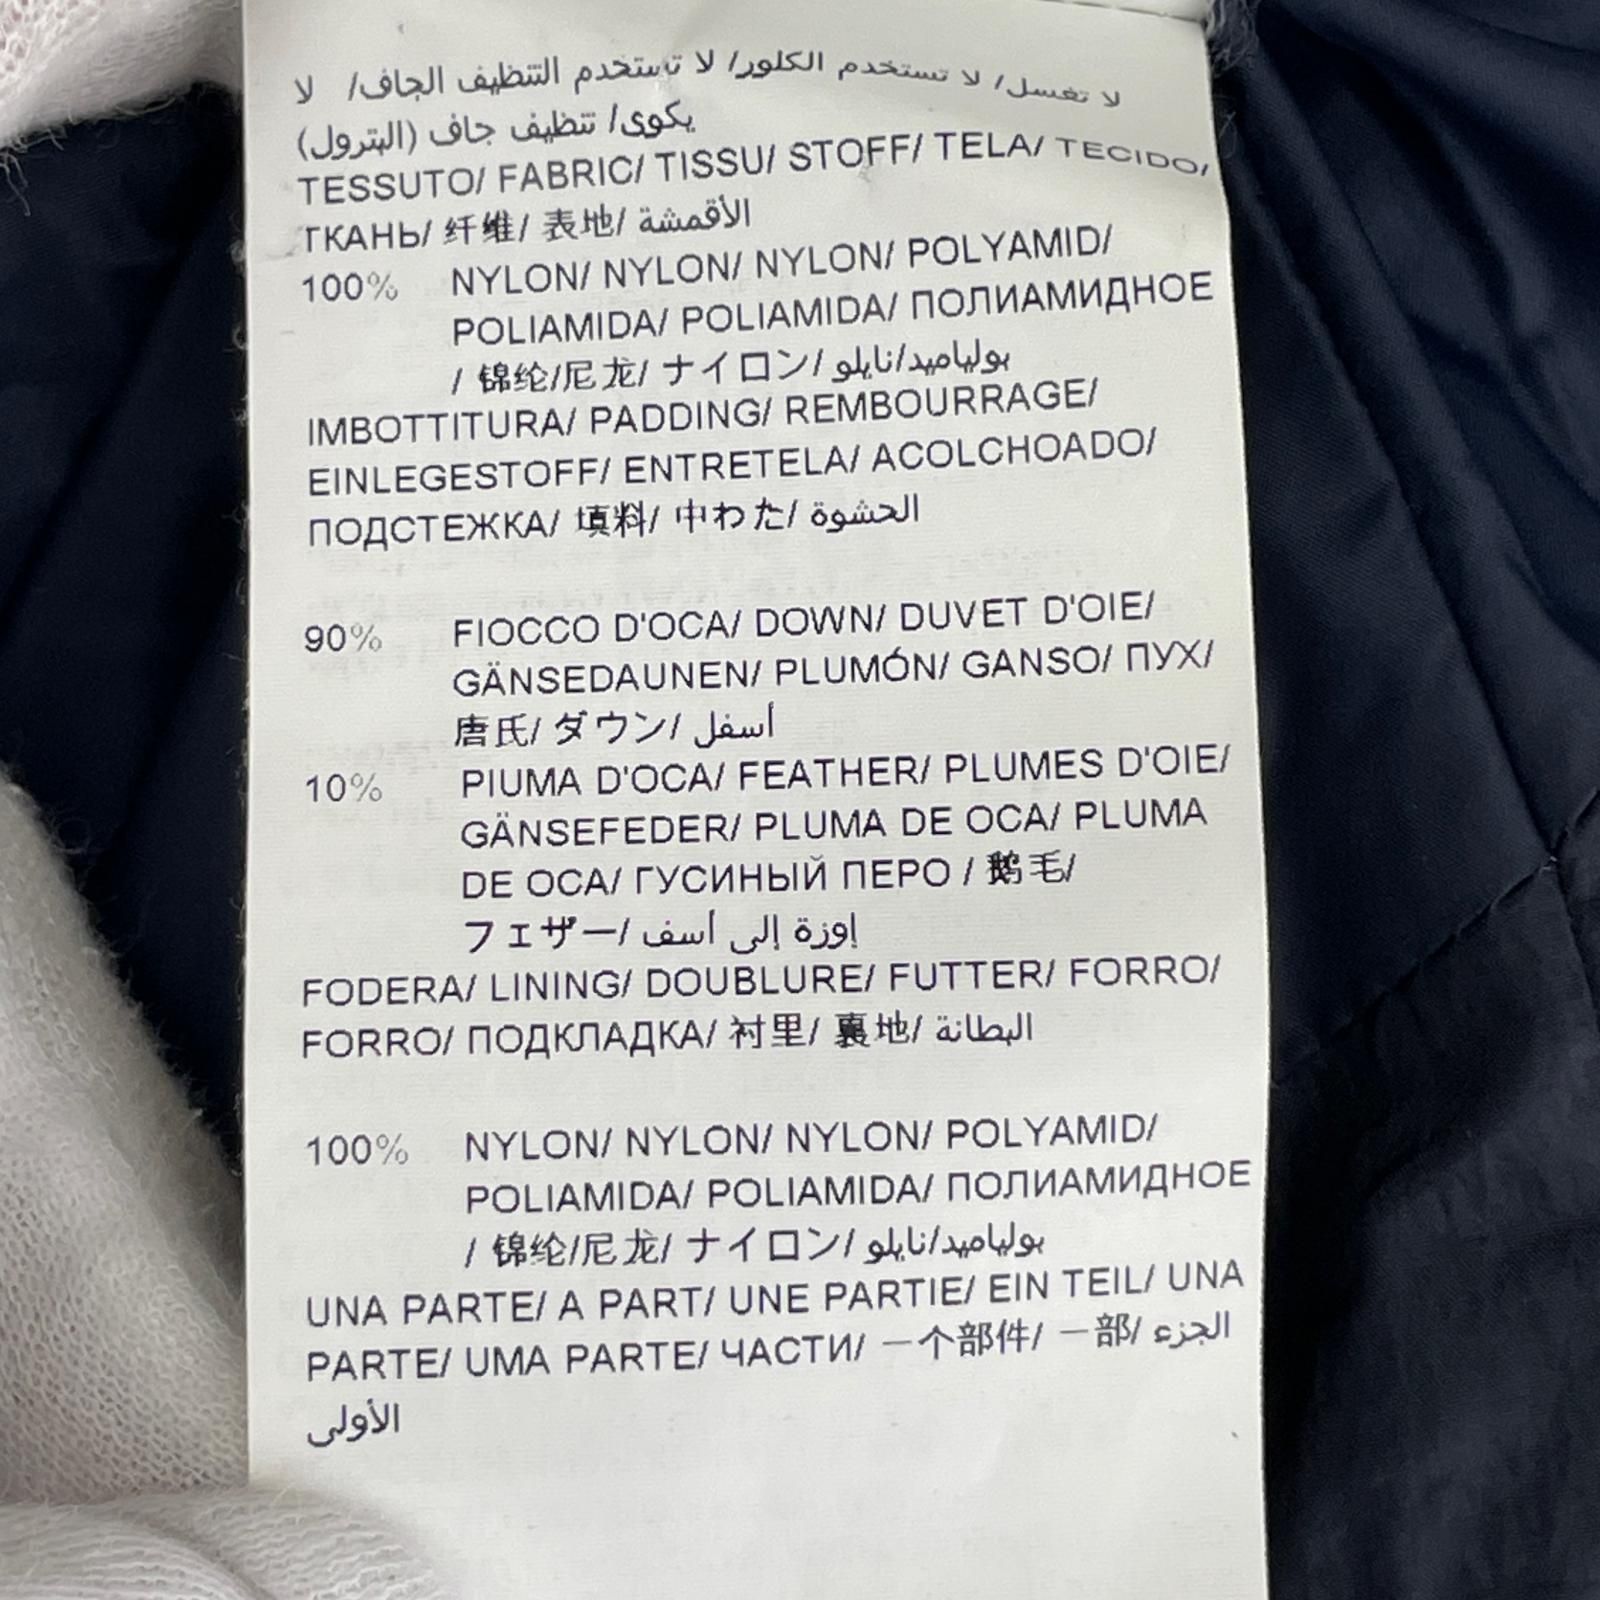 لا تغسل/ لا تستخدم الكلور/ لا تستخدم التنظيف الجاف/ لا
يكوى/ تنظيف جاف (البترول)
TESSUTO/ FABRIC/ TISSU/ STOFF/ TELA/ TECIDO/
ТКАНЬ/ 纤维/ 表地/ الأقمشة
100% NYLON/ NYLON/ NYLON/ POLYAMID/
POLIAMIDA/ POLIAMIDA/ ПОЛИАМИДНОЕ
/ 锦纶/尼龙/ ナイロン/ بولياميد/نايلو
IMBOTTITURA/ PADDING/ REMBOURRAGE/
EINLEGESTOFF/ ENTRETELA/ ACOLCHOADO/
ПОДСТЕЖКА/ 填料/ 中わた/ الحشوة
90% FIOCCO D'OCA/ DOWN/ DUVET D'OIE/
GÄNSEDAUNEN/ PLUMÓN/ GANSO/ ПУХ/
唐氏/ ダウン/ أسفل
10% PIUMA D'OCA/ FEATHER/ PLUMES D'OIE/
GÄNSEFEDER/ PLUMA DE OCA/ PLUMA
DE OCA/ ГУСИНЫЙ ПЕРО / 鹅毛/
フェザー/ إوزة إلى أسف
FODERA/ LINING/ DOUBLURE/ FUTTER/ FORRO/
FORRO/ ПОДКЛАДКА/ 衬里/ 裏地/ البطانة
100% NYLON/ NYLON/ NYLON/ POLYAMID/
POLIAMIDA/ POLIAMIDA/ ПОЛИАМИДНОЕ
/ 锦纶/尼龙/ ナイロン/ بولياميد/نايلو
UNA PARTE/ A PART/ UNE PARTIE/ EIN TEIL/ UNA
PARTE/ UMA PARTE/ ЧАСТИ/ 一个部件/ 一部/ الجزء
الأولى